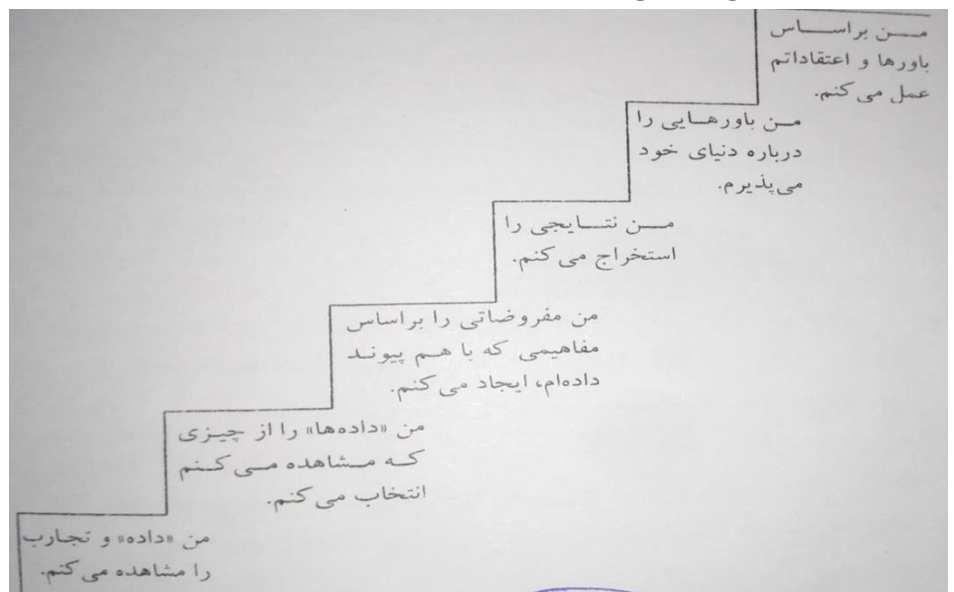 من براساس
باورها و اعتقاداتم
عمل می‌کنم.
من باورهایی را
درباره دنیای خود
می‌پذیرم.
من نتایجی را
استخراج می‌کنم.
من مفروضاتی را براساس
مفاهیمی که با هم پیوند
داده‌ام، ایجاد می‌کنم.
من «داده‌ها» را از چیزی
که مشاهده می‌کنم
انتخاب می‌کنم.
من «داده» و تجارب
را مشاهده می‌کنم.